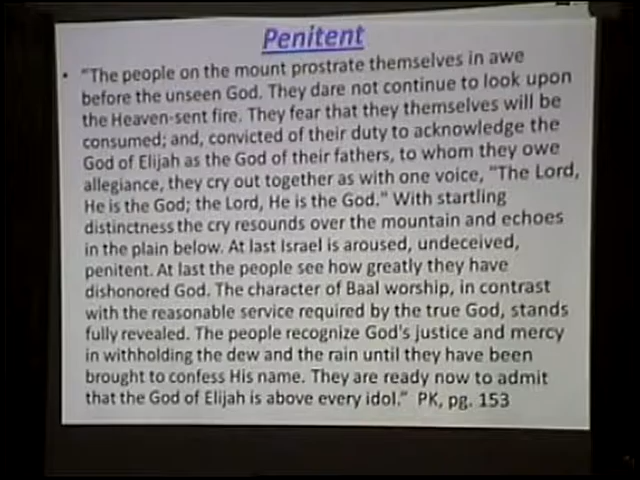 Penitent
• "The people on the mount prostrate themselves in awe
before the unseen God. They dare not continue to look upon
the Heaven-sent fire. They fear that they themselves will be
consumed; and, convicted of their duty to acknowledge the
God of Elijah as the God of their fathers, to whom they owe
allegiance, they cry out together as with one voice, "The Lord,
He is the God; the Lord, He is the God." With startling
distinctness the cry resounds over the mountain and echoes
in the plain below. At last Israel is aroused, undeceived,
penitent. At last the people see how greatly they have
dishonored God. The character of Baal worship, in contrast
with the reasonable service required by the true God, stands
fully revealed. The people recognize God's justice and mercy
in withholding the dew and the rain until they have been
brought to confess His name. They are ready now to admit
that the God of Elijah is above every idol." PK, pg. 153